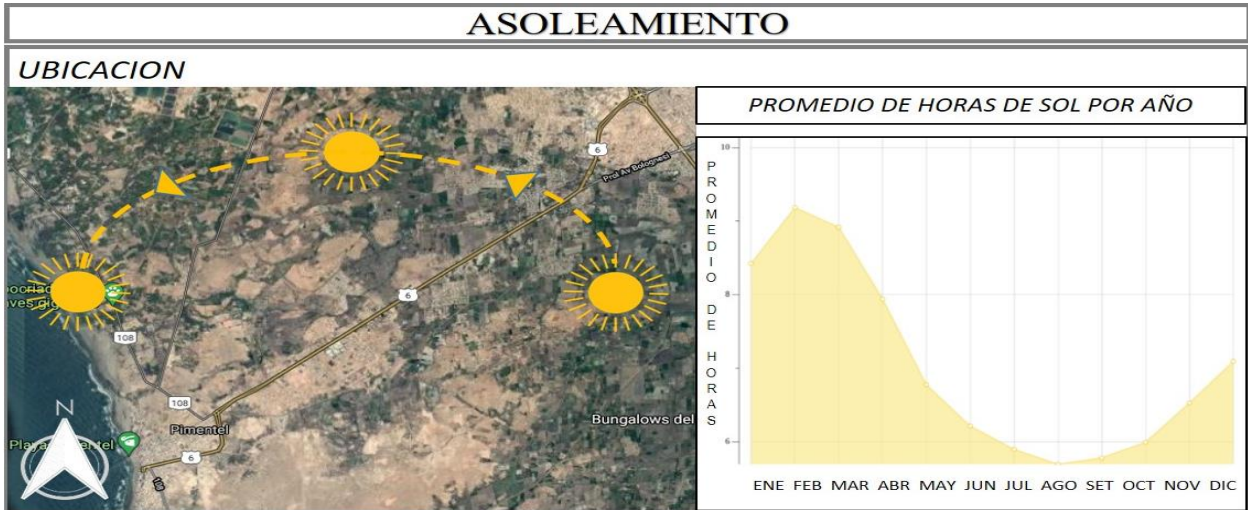 ASOLEAMIENTO
UBICACION
PROMEDIO DE HORAS DE SOL POR AÑO
6
Prol Av Bolognesi
6
108
108
Pimentel
6
N
Bungalows del
10
8
6
PROMEDIO DE HORAS
ENE FEB MAR ABR MAY JUN JUL AGO SET OCT NOV DIC